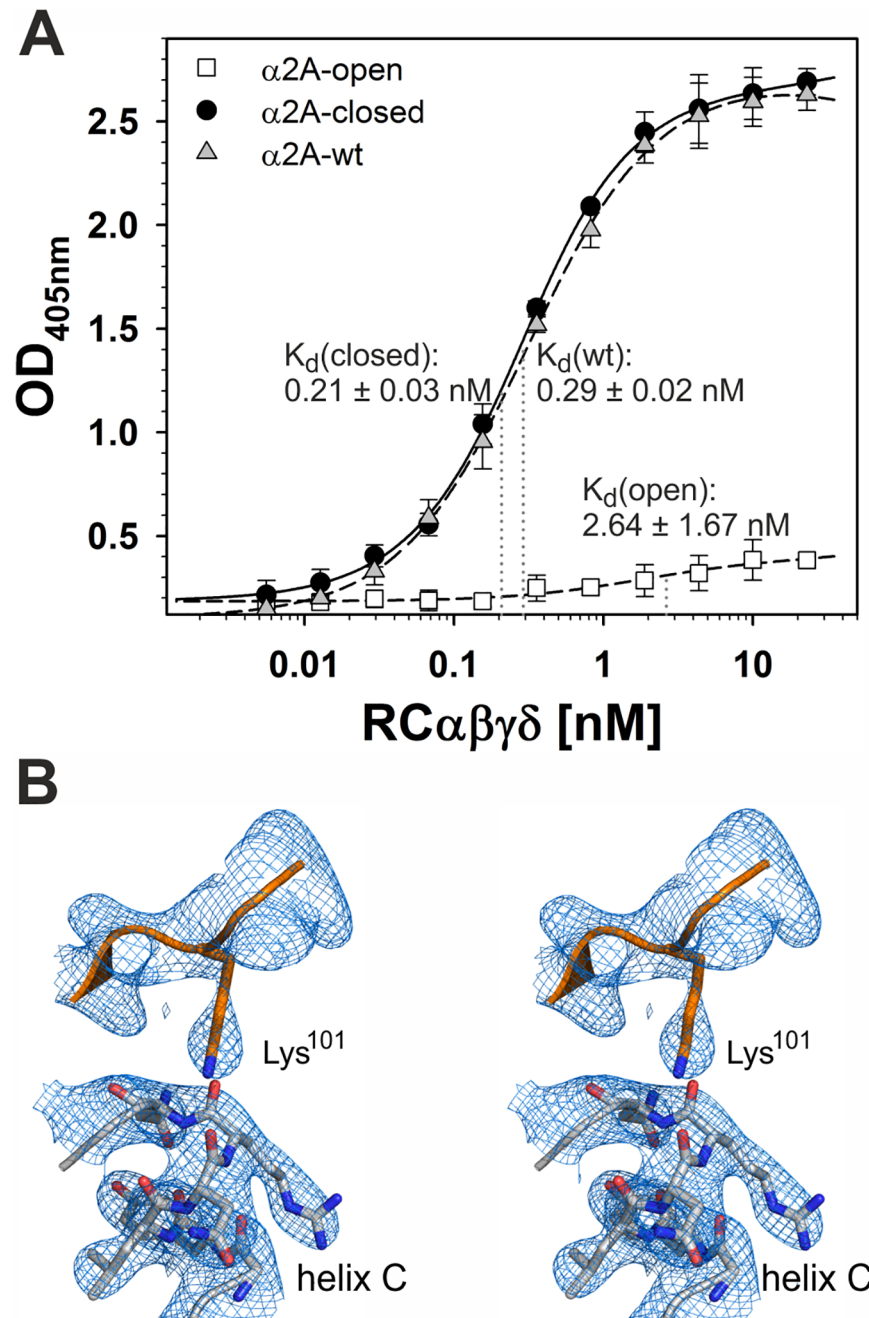 A
α2A-open
α2A-closed
α2A-wt
2.5
2.0
1.5
1.0
0.5
OD405nm
Kd(closed):
0.21 ± 0.03 nM
Kd(wt):
0.29 ± 0.02 nM
Kd(open):
2.64 ± 1.67 nM
0.01
0.1
1
10
RCαβγδ [nM]
B
Lys101
Lys101
helix C
helix C